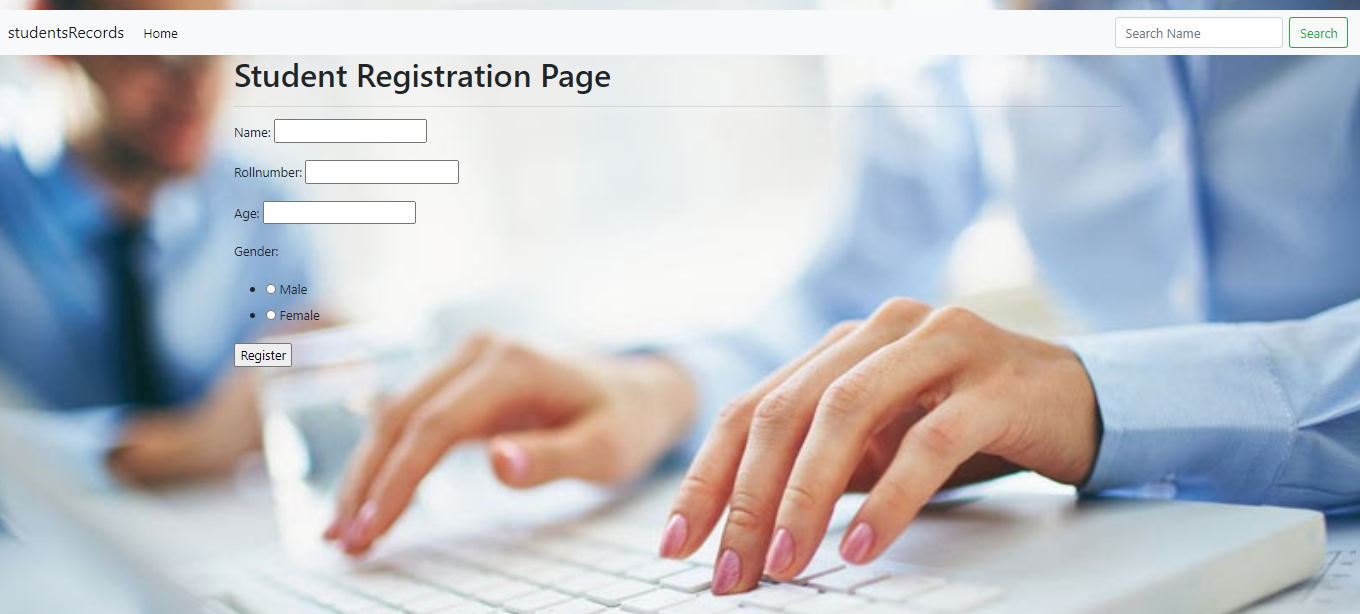 studentsRecords Home Search Name Search
Student Registration Page
Name:
Rollnumber:
Age:
Gender:
Male
Female
Register